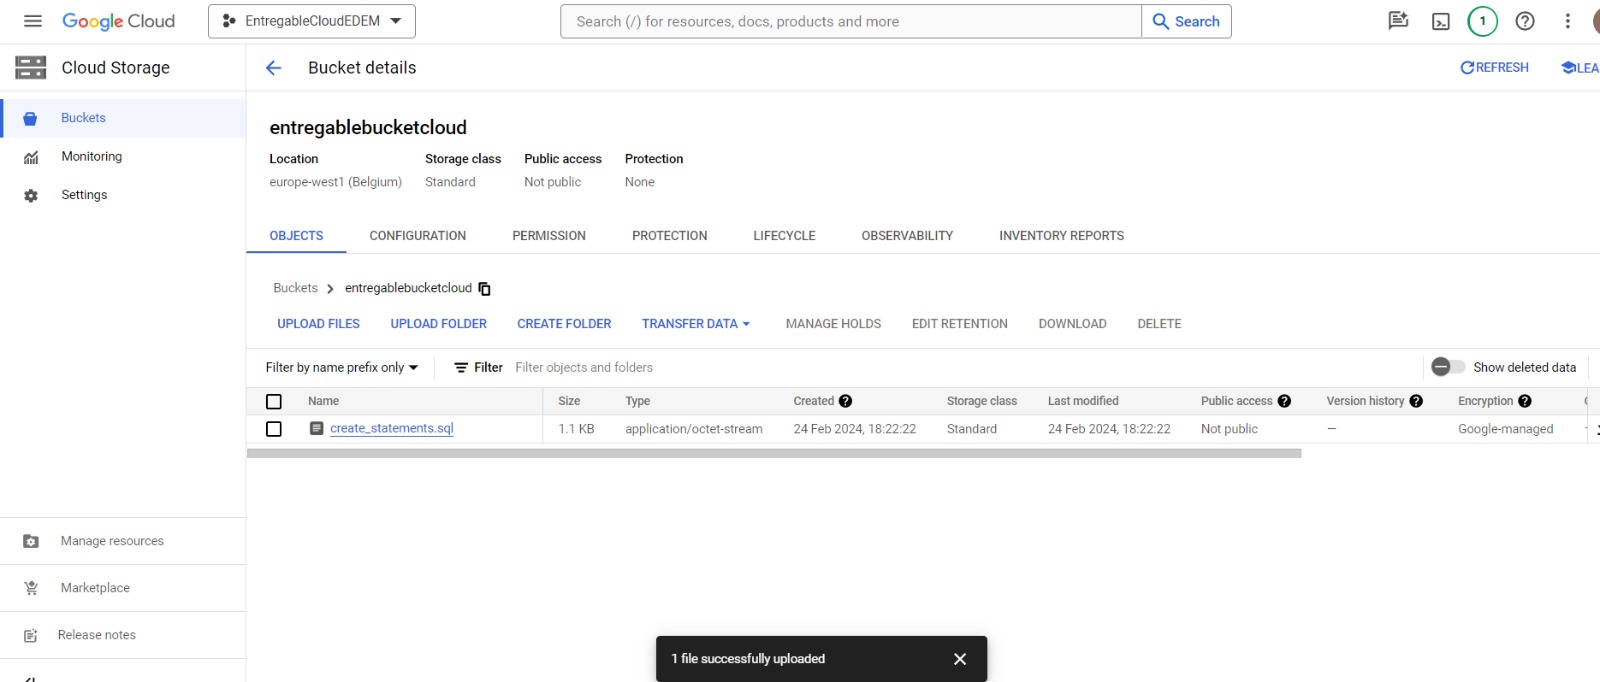 Google Cloud
EntregableCloudEDEM
Search (/) for resources, docs, products and more
Search
1
Cloud Storage
Bucket details
REFRESH
LEA
Buckets
Monitoring
Settings
entregablebucketcloud
Location Storage class Public access Protection
europe-west1 (Belgium) Standard Not public None
OBJECTS CONFIGURATION PERMISSION PROTECTION LIFECYCLE OBSERVABILITY INVENTORY REPORTS
Buckets > entregablebucketcloud
UPLOAD FILES UPLOAD FOLDER CREATE FOLDER TRANSFER DATA MANAGE HOLDS EDIT RETENTION DOWNLOAD DELETE
Filter by name prefix only Filter Filter objects and folders Show deleted data
Name Size Type Created Storage class Last modified Public access Version history Encryption
create_statements.sql 1.1 KB application/octet-stream 24 Feb 2024, 18:22:22 Standard 24 Feb 2024, 18:22:22 Not public — Google-managed
Manage resources
Marketplace
Release notes
1 file successfully uploaded